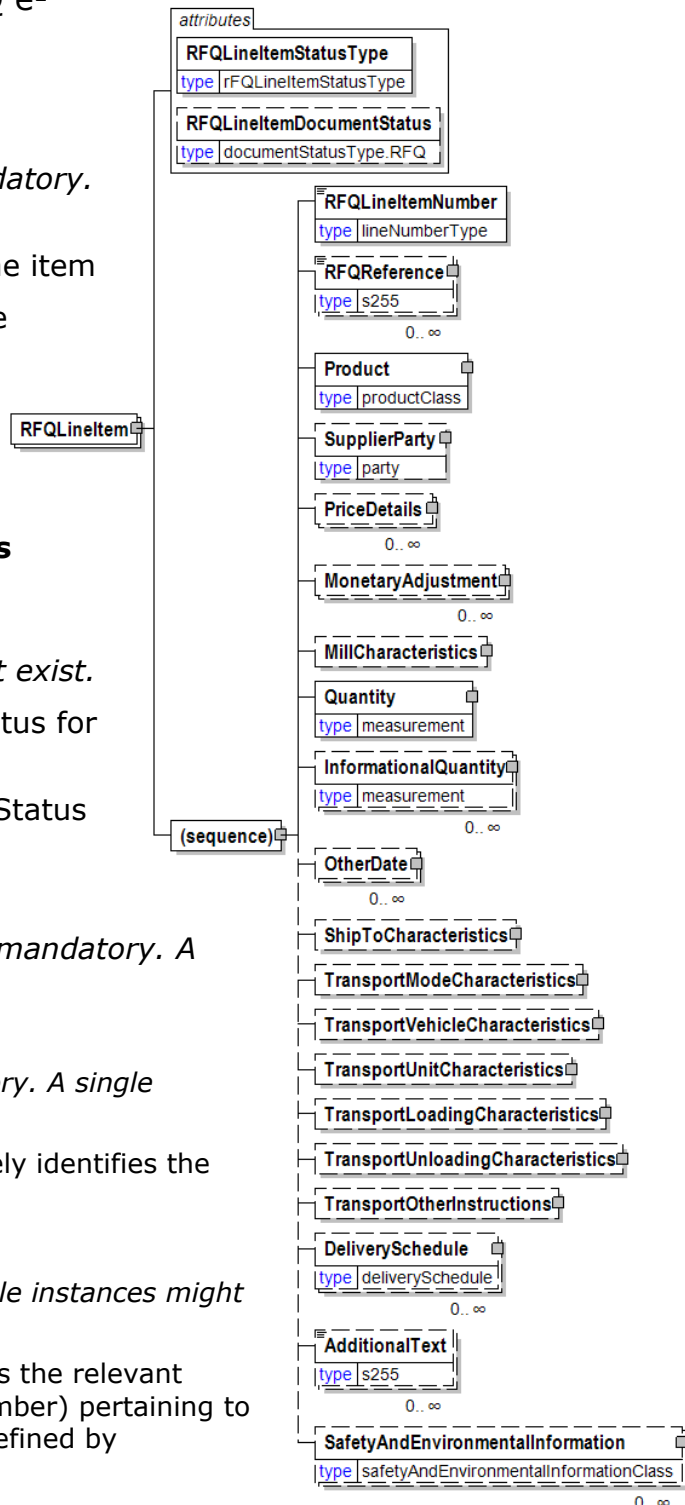 e-
datory.
ne item
e
s
t exist.
tus for
Status
mandatory. A
ry. A single
ely identifies the
le instances might
s the relevant
mber) pertaining to
efined by
RFQLineItem
attributes
RFQLineItemStatusType
type rFQLineItemStatusType
RFQLineItemDocumentStatus
type documentStatusType.RFQ
(sequence)
RFQLineItemNumber
type lineNumberType
RFQReference
type s255
0..∞
Product
type productClass
SupplierParty
type party
PriceDetails
0..∞
MonetaryAdjustment
0..∞
MillCharacteristics
Quantity
type measurement
InformationalQuantity
type measurement
0..∞
OtherDate
0..∞
ShipToCharacteristics
TransportModeCharacteristics
TransportVehicleCharacteristics
TransportUnitCharacteristics
TransportLoadingCharacteristics
TransportUnloadingCharacteristics
TransportOtherInstructions
DeliverySchedule
type deliverySchedule
0..∞
AdditionalText
type s255
0..∞
SafetyAndEnvironmentalInformation
type safetyAndEnvironmentalInformationClass
0..∞